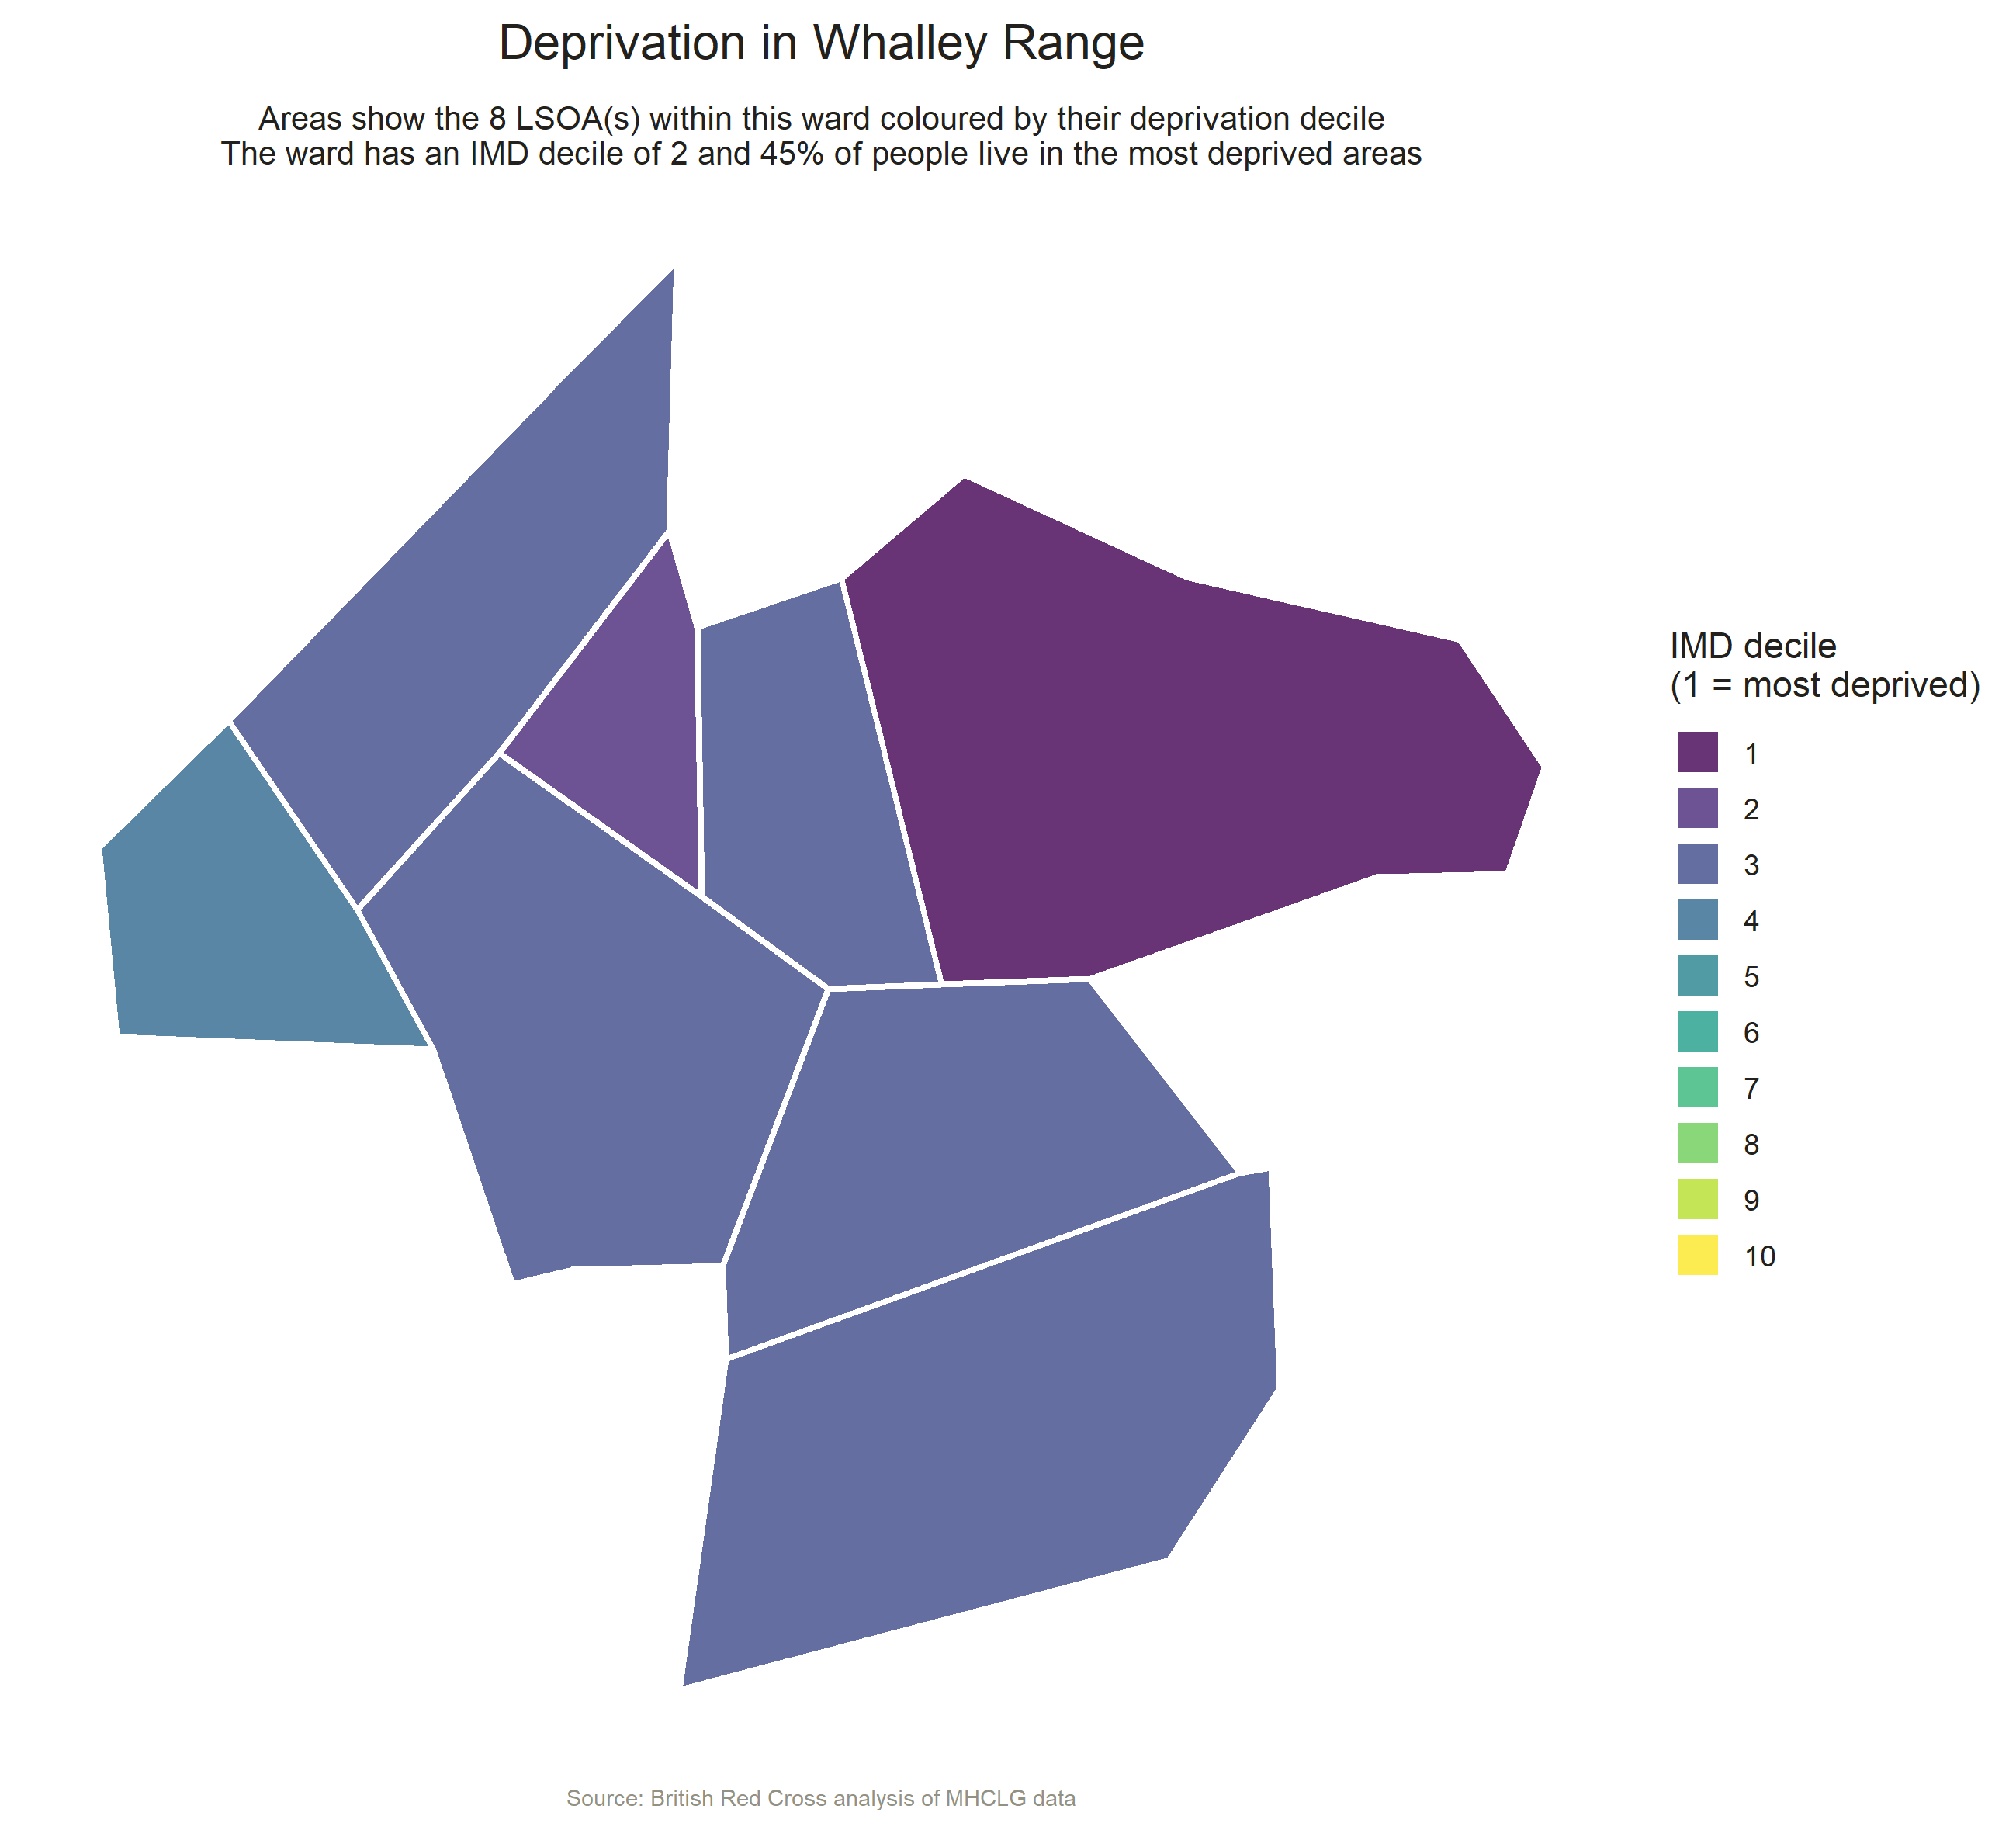 Deprivation in Whalley Range
Areas show the 8 LSOA(s) within this ward coloured by their deprivation decile
The ward has an IMD decile of 2 and 45% of people live in the most deprived areas
IMD decile
(1 = most deprived)
1
2
3
4
5
6
7
8
9
10
Source: British Red Cross analysis of MHCLG data